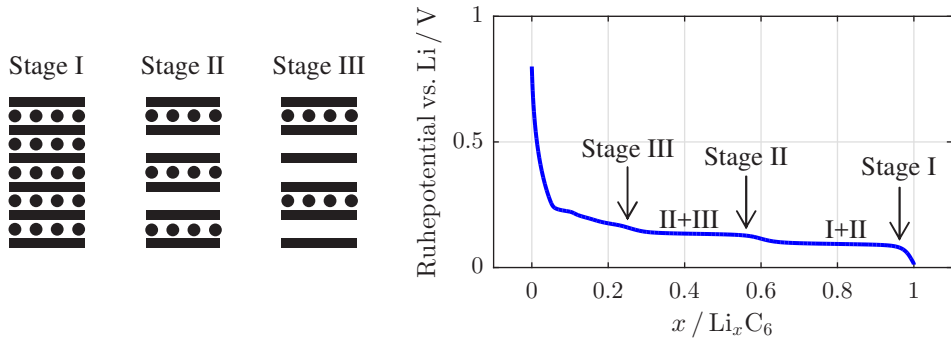 Stage I
Stage II
Stage III
Ruhepotential vs. Li / V
1
0.5
0
Stage III
Stage II
Stage I
II+III
I+II
0
0.2
0.4
0.6
0.8
1
x / LiₓC₆